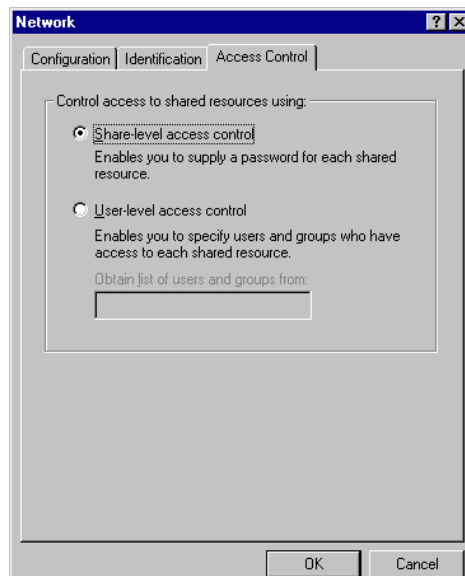 Network
Configuration Identification Access Control
Control access to shared resources using:
Share-level access control
Enables you to supply a password for each shared
resource.
User-level access control
Enables you to specify users and groups who have
access to each shared resource.
Obtain list of users and groups from:
OK Cancel